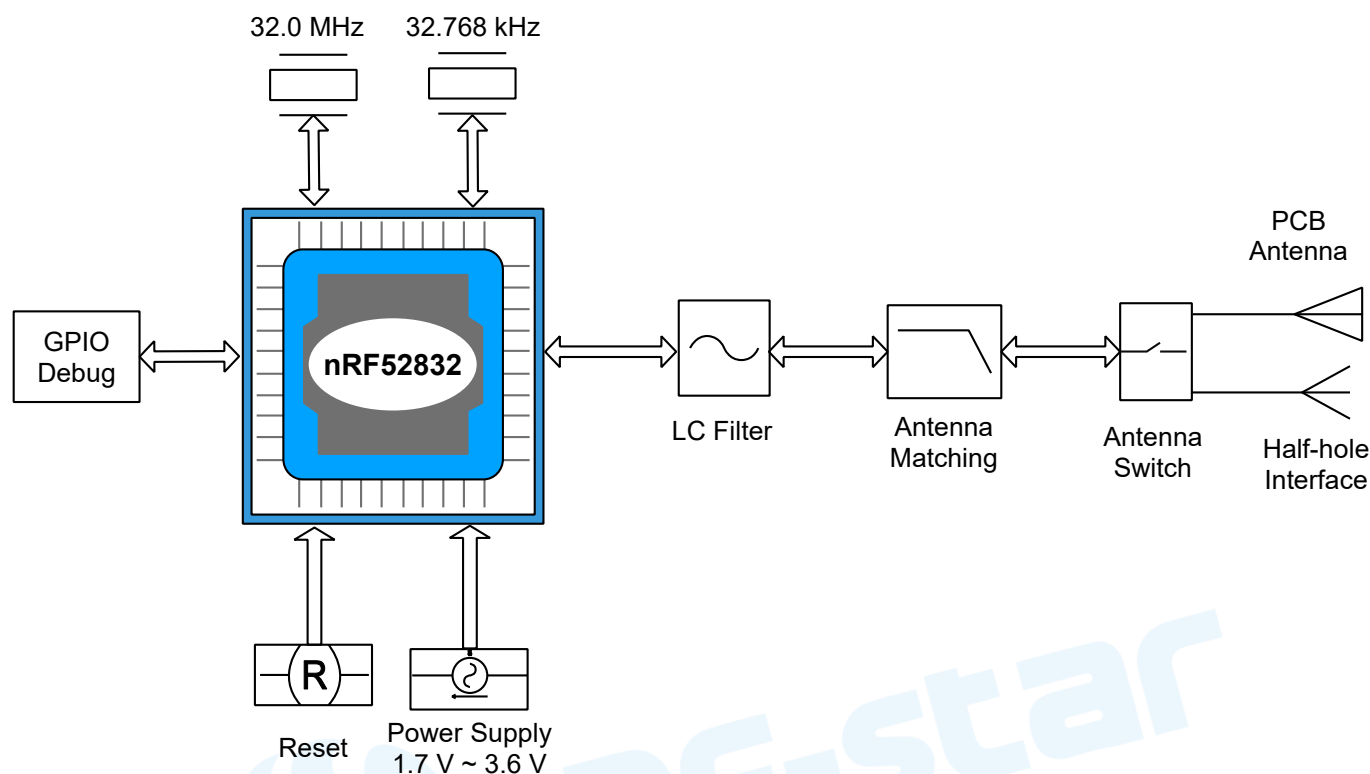 32.0 MHz
32.768 kHz
PCB
Antenna
GPIO
Debug
nRF52832
LC Filter
Antenna
Matching
Antenna
Switch
Half-hole
Interface
R
Reset
Power Supply
1.7 V ~ 3.6 V